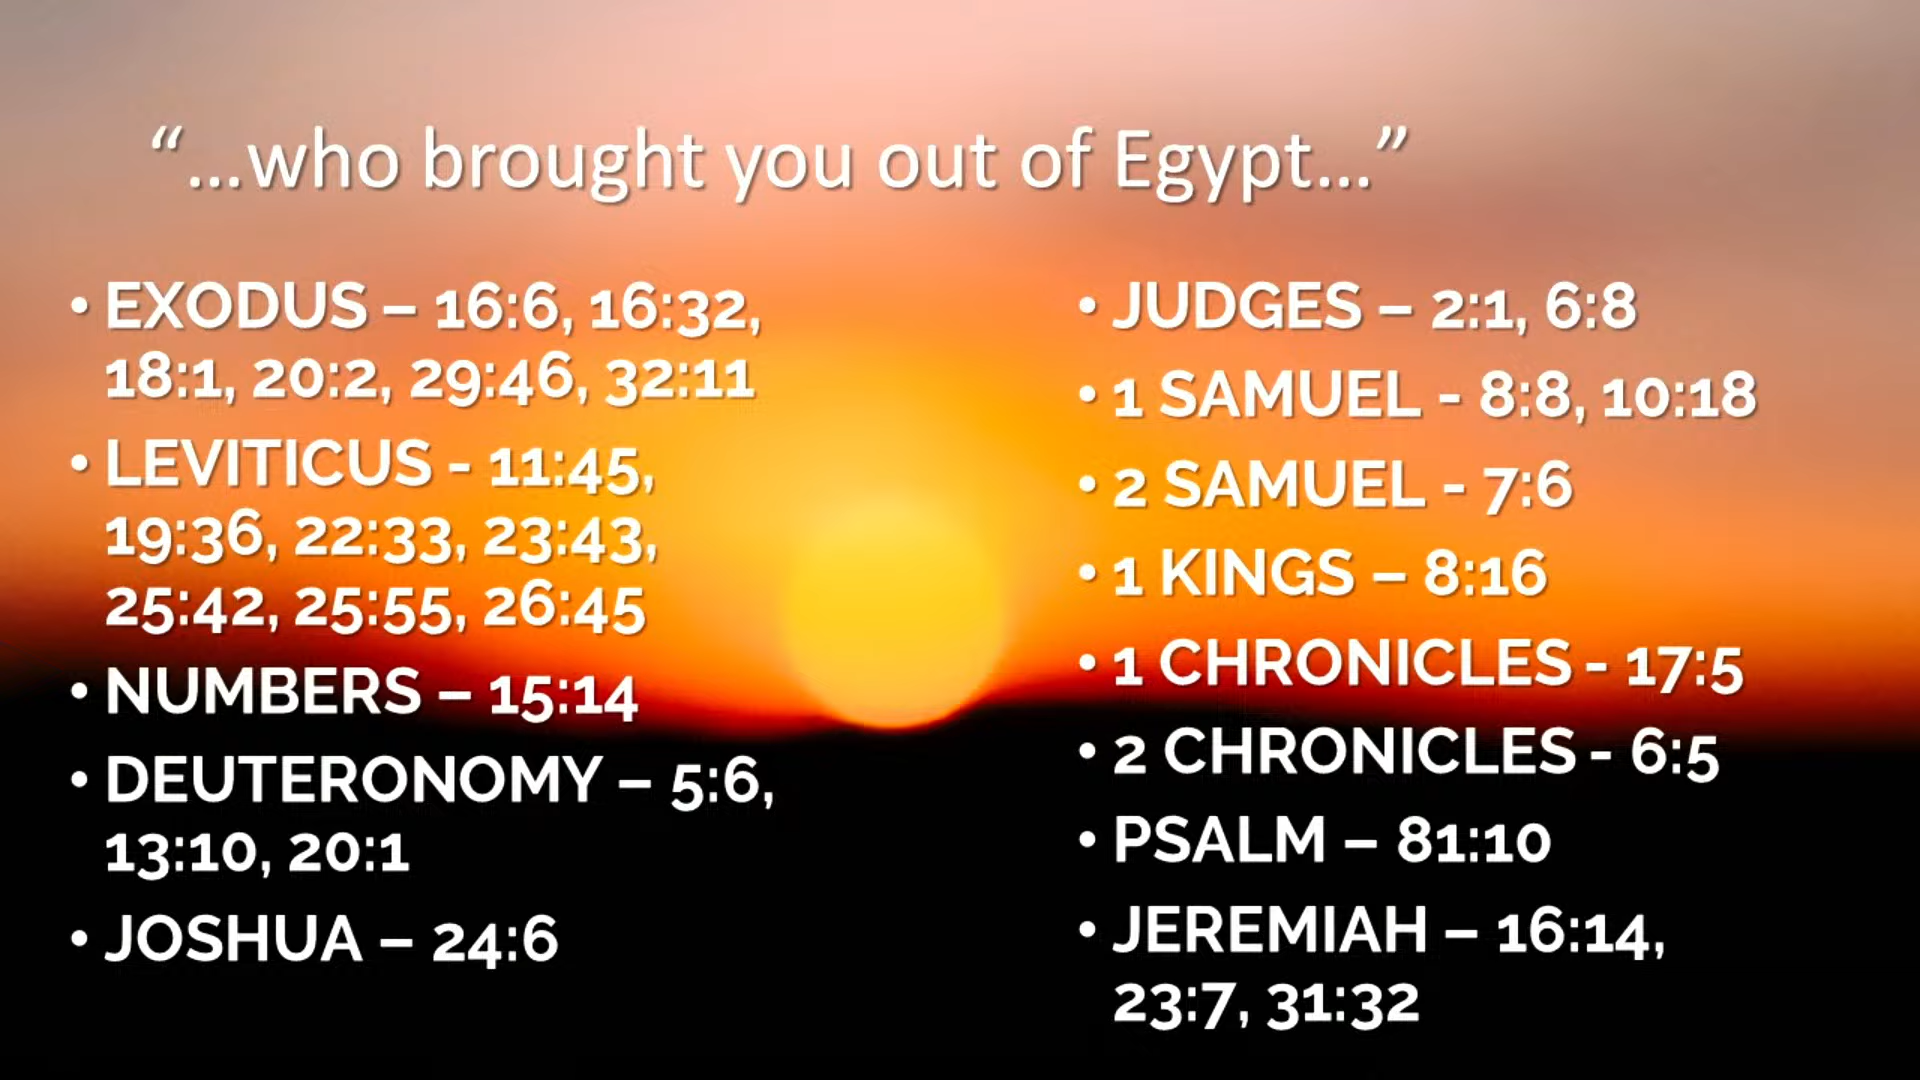 “…who brought you out of Egypt…”
• EXODUS – 16:6, 16:32,
18:1, 20:2, 29:46, 32:11
• LEVITICUS - 11:45,
19:36, 22:33, 23:43,
25:42, 25:55, 26:45
• NUMBERS – 15:14
• DEUTERONOMY – 5:6,
13:10, 20:1
• JOSHUA – 24:6
• JUDGES – 2:1, 6:8
• 1 SAMUEL - 8:8, 10:18
• 2 SAMUEL - 7:6
• 1 KINGS – 8:16
• 1 CHRONICLES - 17:5
• 2 CHRONICLES - 6:5
• PSALM – 81:10
• JEREMIAH – 16:14,
23:7, 31:32